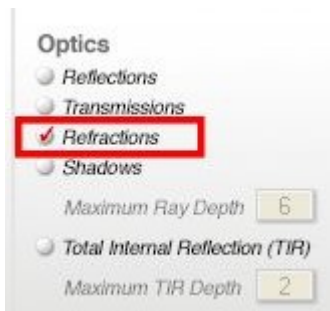 Optics
Reflections
Transmissions
Refractions
Shadows
Maximum Ray Depth 6
Total Internal Reflection (TIR)
Maximum TIR Depth 2